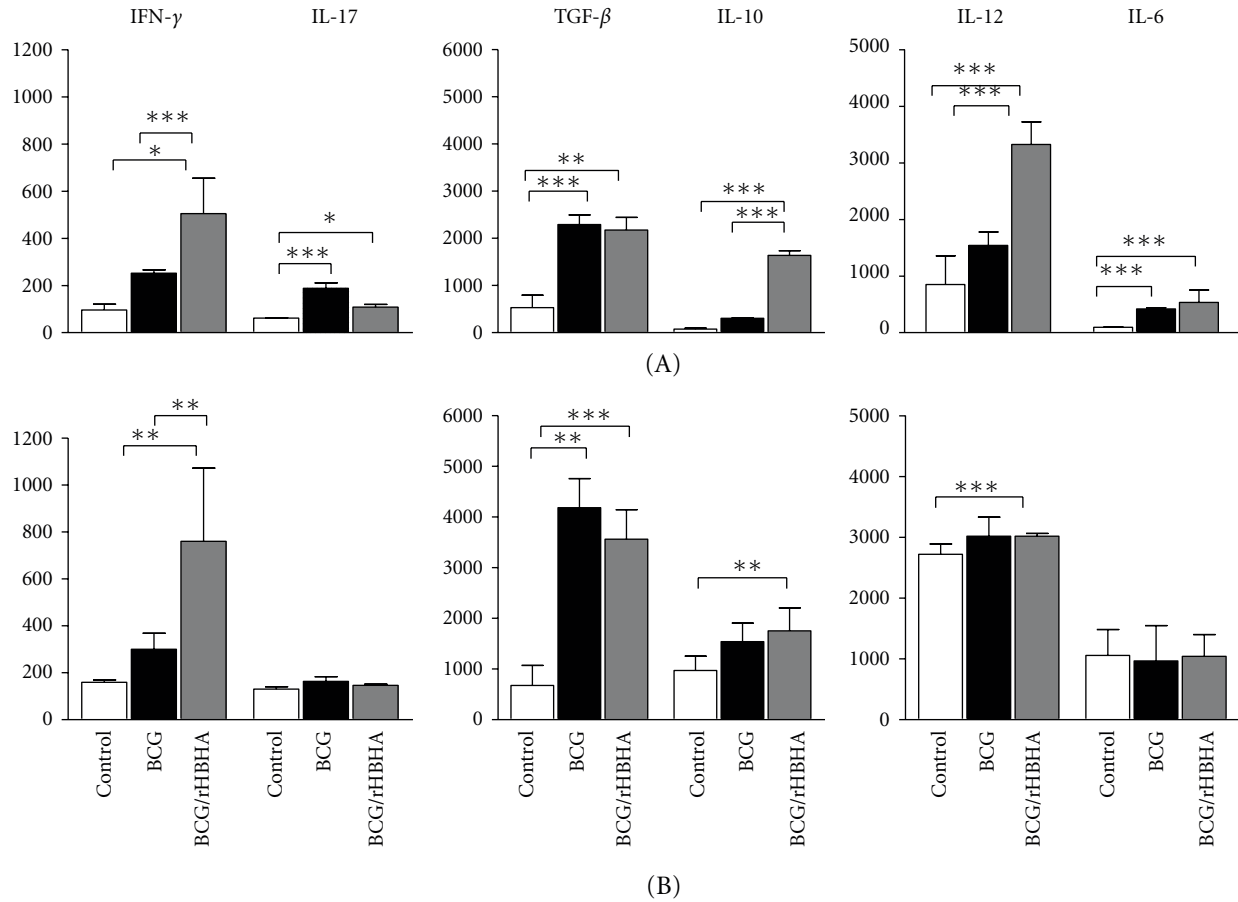 IFN-γ IL-17
1200
1000
800
600
400
200
0
***
*
*
***
TGF-β IL-10
6000
5000
4000
3000
2000
1000
0
**
***
***
***
IL-12 IL-6
5000
4000
3000
2000
1000
0
***
***
***
***
(A)
1200
1000
800
600
400
200
0
**
**
Control
BCG
BCG/rHBHA
Control
BCG
BCG/rHBHA
6000
5000
4000
3000
2000
1000
0
***
**
**
Control
BCG
BCG/rHBHA
Control
BCG
BCG/rHBHA
5000
4000
3000
2000
1000
0
***
Control
BCG
BCG/rHBHA
Control
BCG
BCG/rHBHA
(B)